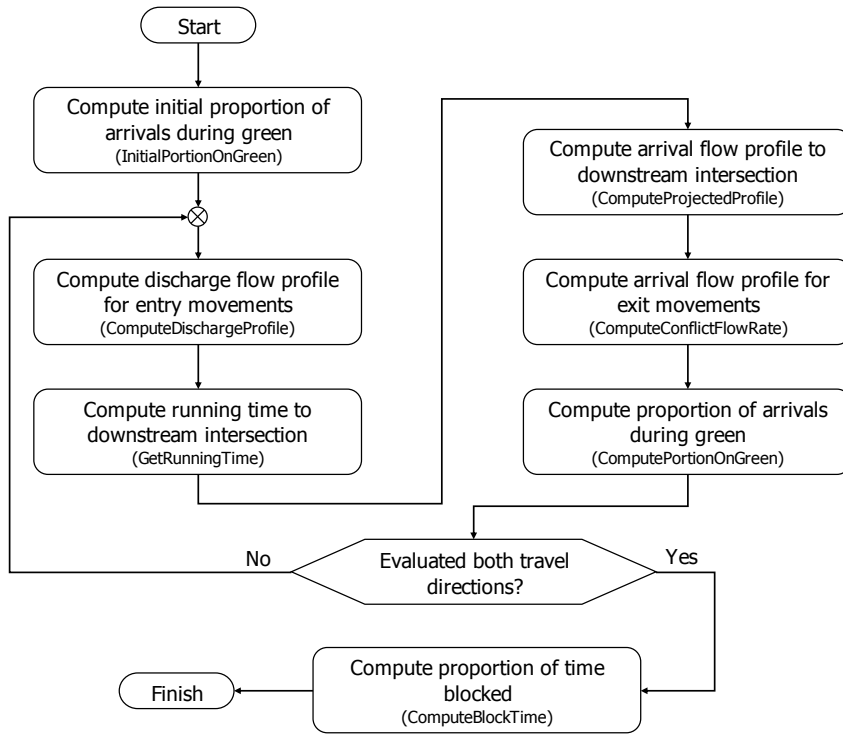 Start
Compute initial proportion of
arrivals during green
(InitialPortionOnGreen)
Compute discharge flow profile
for entry movements
(ComputeDischargeProfile)
Compute running time to
downstream intersection
(GetRunningTime)
Compute arrival flow profile to
downstream intersection
(ComputeProjectedProfile)
Compute arrival flow profile for
exit movements
(ComputeConflictFlowRate)
Compute proportion of arrivals
during green
(ComputePortionOnGreen)
No
Evaluated both travel
directions?
Yes
Compute proportion of time
blocked
(ComputeBlockTime)
Finish